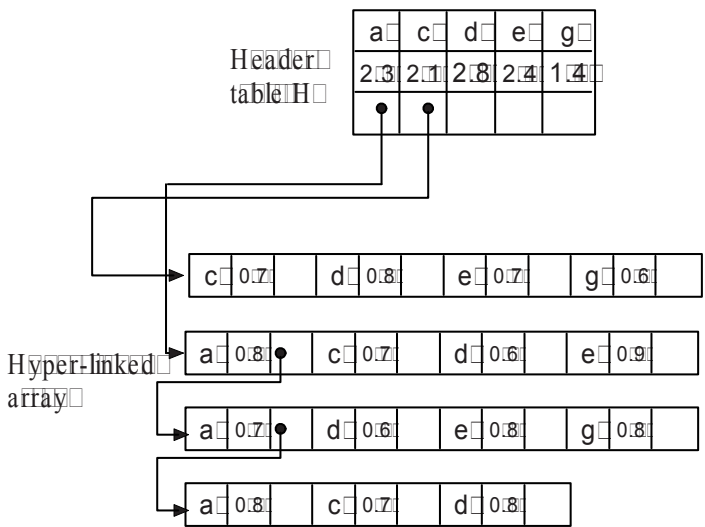 a c d e g
Header
2.3 2.1 2.8 2.4 1.4
table H
c 0.7 d 0.8 e 0.7 g 0.6
a 0.8 c 0.7 d 0.6 e 0.9
Hyper-linked
array
a 0.7 d 0.6 e 0.8 g 0.8
a 0.8 c 0.7 d 0.8